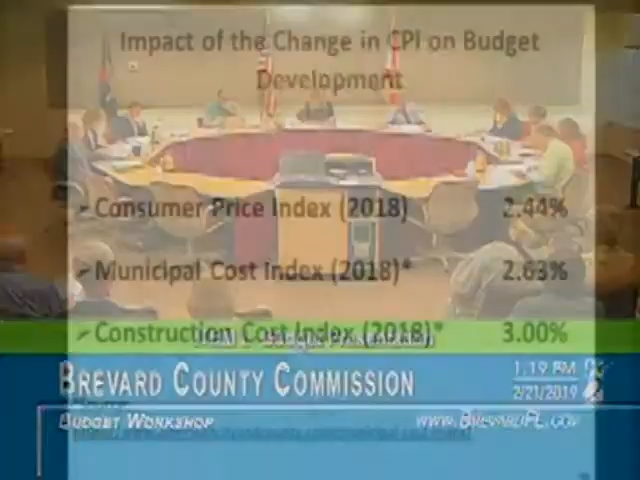 Impact of the Change in CPI on Budget
Development
➢Consumer Price Index (2018) 2.44%
➢Municipal Cost Index (2018)* 2.63%
➢Construction Cost Index (2018)* 3.00%
BREVARD COUNTY COMMISSION
1:19 PM
2/21/2019
BUDGET WORKSHOP
WWW.BREVARDFL.GOV